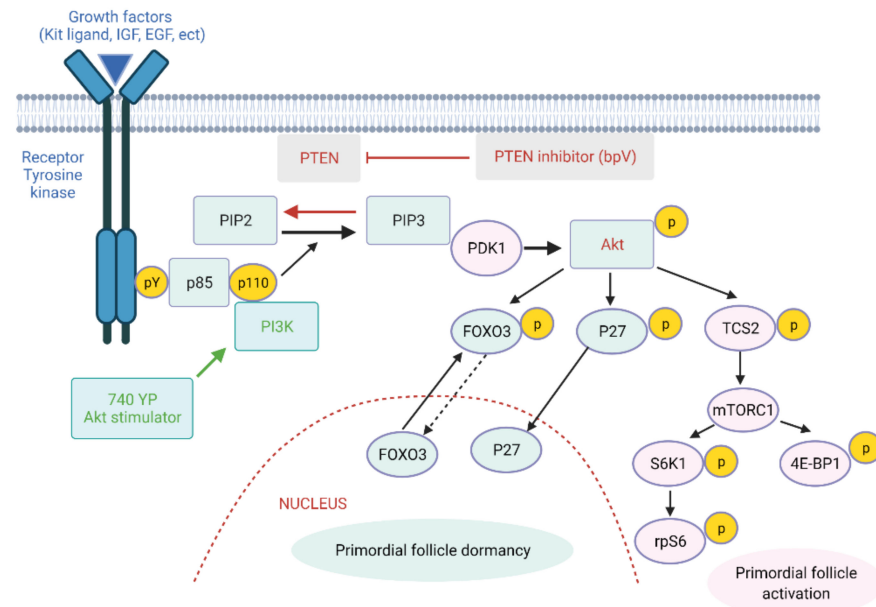 Growth factors
(Kit ligand, IGF, EGF, ect)
Receptor
Tyrosine
kinase
PTEN
PTEN inhibitor (bpV)
PIP2
PIP3
PDK1
Akt
p
pY
p85
p110
PI3K
740 YP
Akt stimulator
FOXO3
p
P27
p
TCS2
p
mTORC1
FOXO3
P27
S6K1
p
4E-BP1
p
rpS6
p
NUCLEUS
Primordial follicle dormancy
Primordial follicle
activation